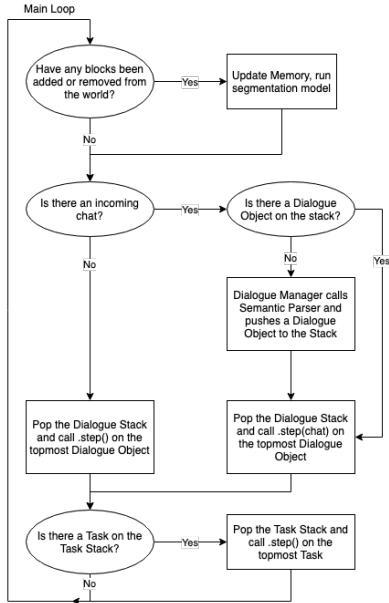 Main Loop
Have any blocks been
added or removed from
the world?
Yes
Update Memory, run
segmentation model
No
Is there an incoming
chat?
Yes
Is there a Dialogue
Object on the stack?
No
No
Yes
Dialogue Manager calls
Semantic Parser and
pushes a Dialogue
Object to the Stack
Pop the Dialogue Stack
and call .step() on the
topmost Dialogue Object
Pop the Dialogue Stack
and call .step(chat) on
the topmost Dialogue
Object
Is there a Task on the
Task Stack?
Yes
Pop the Task Stack and
call .step() on the
topmost Task
No